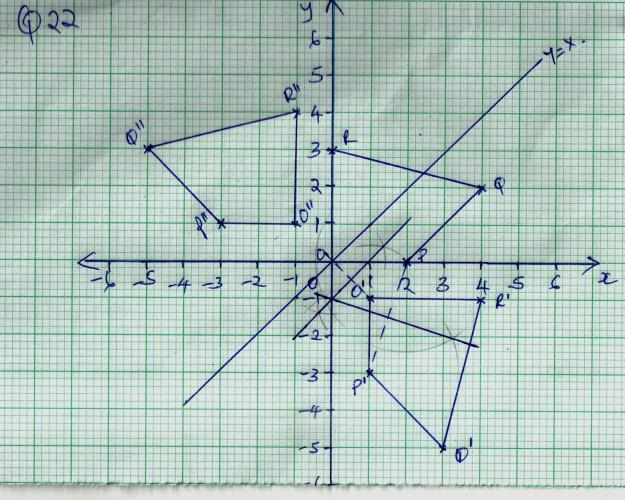 Q22
y
6
y=x.
5
R" 4
Q" 3 R
2 Q
P" O" 1
O P
-6 -5 -4 -3 -2 -1 0 1 2 3 4 5 6 x
-1 O' R'
-2
-3 P'
-4
-5 Q'